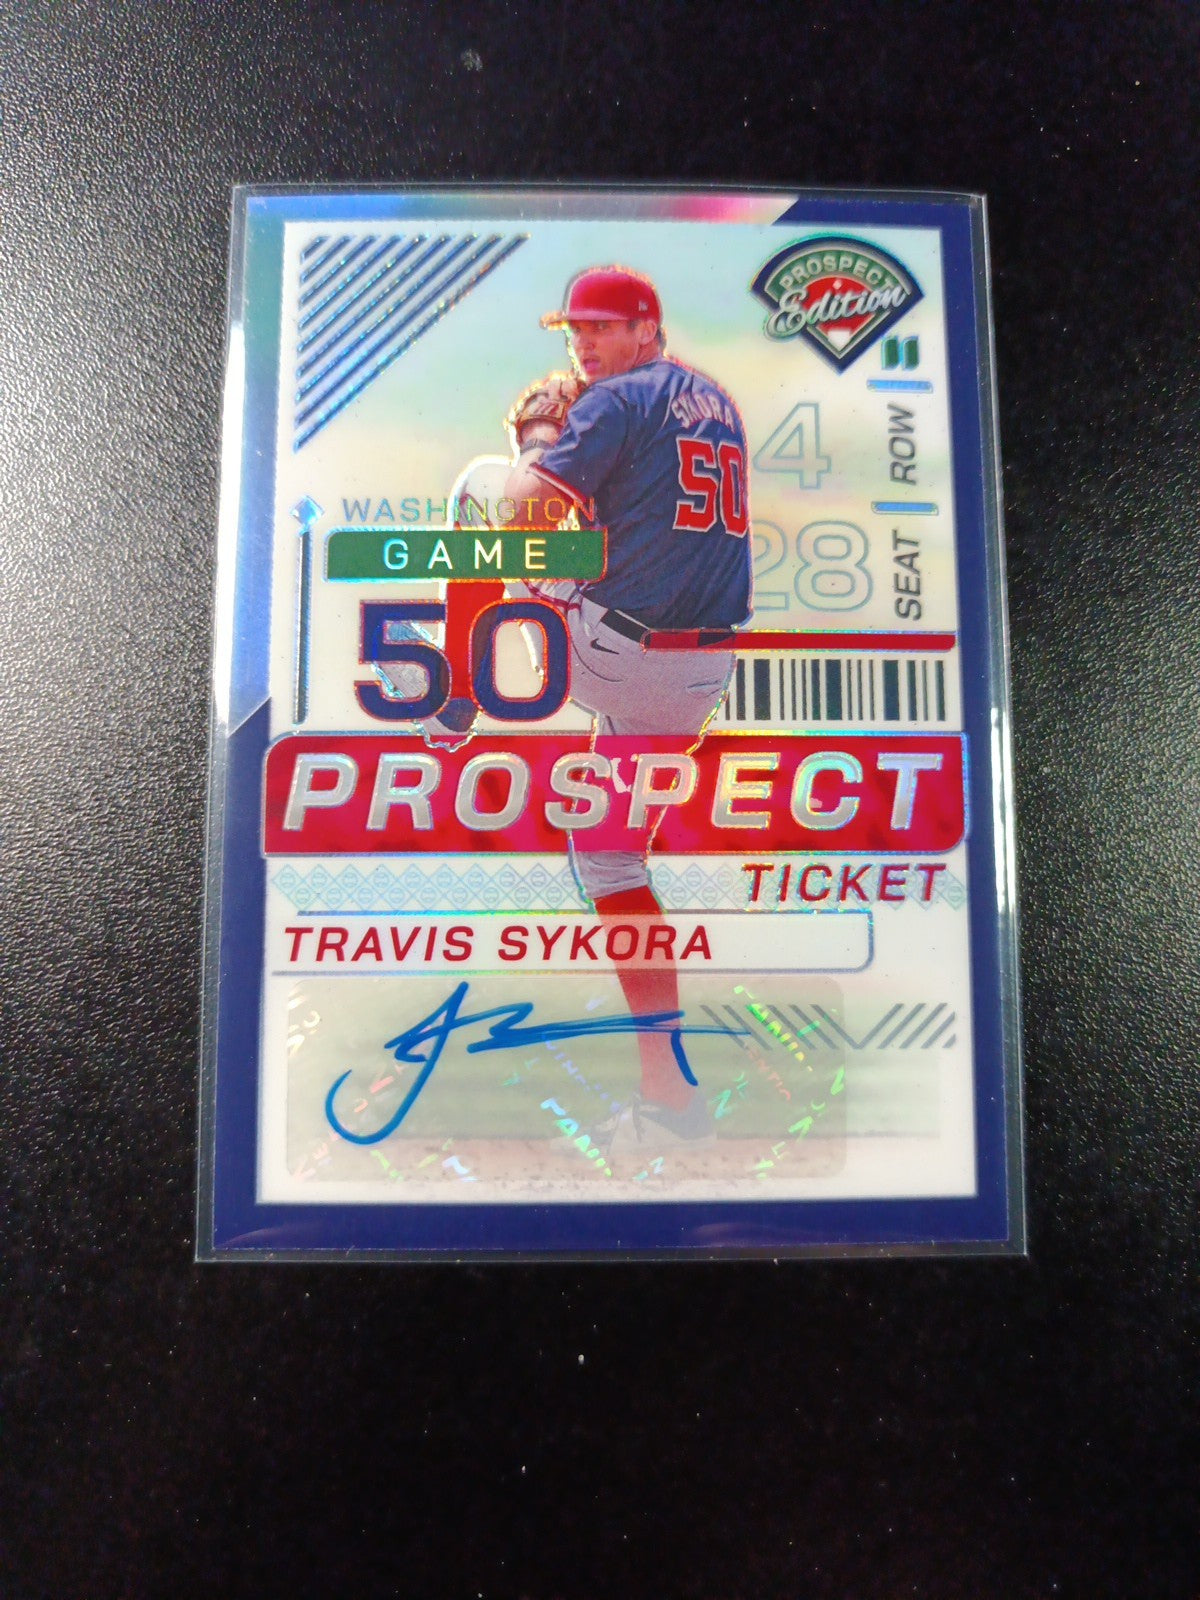 PROSPECT
Edition
4
ROW
28
SEAT
SYKORA
50
WASHINGTON
GAME
50
PROSPECT
TICKET
TRAVIS SYKORA